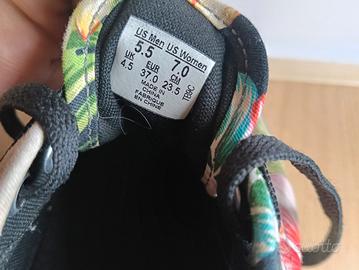 US Men US Women
5.5 7.0
UK EUR CM
4.5 37.0 23.5
MADE IN
CHINA
FABRIQUE
EN CHINE